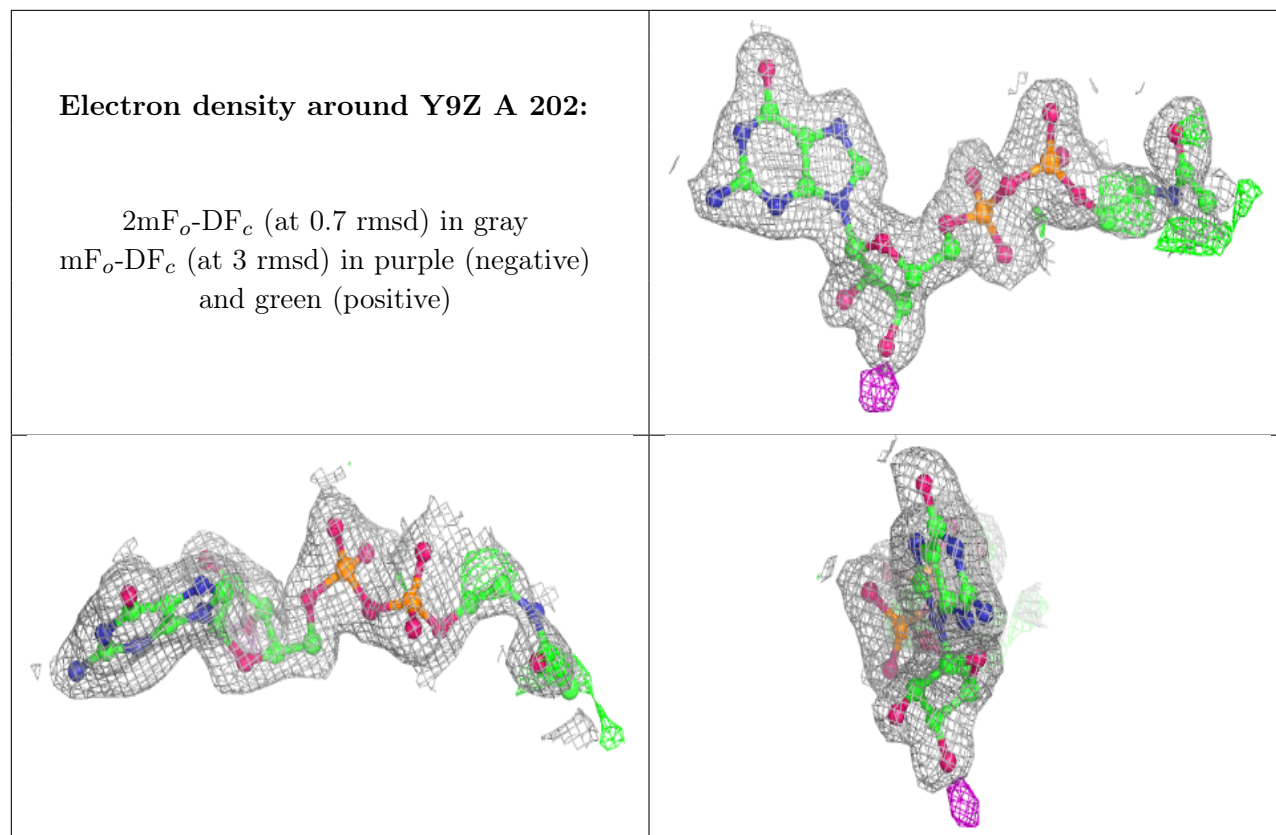 Electron density around Y9Z A 202:
2mFo-DFc (at 0.7 rmsd) in gray
mFo-DFc (at 3 rmsd) in purple (negative)
and green (positive)